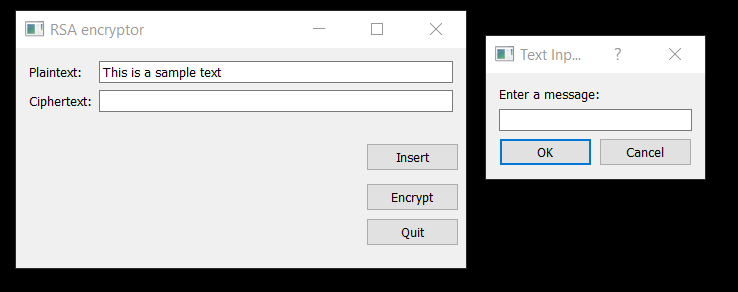 RSA encryptor
Plaintext: This is a sample text
Ciphertext:
Insert
Encrypt
Quit
Text Inp... ?
Enter a message:
OK Cancel